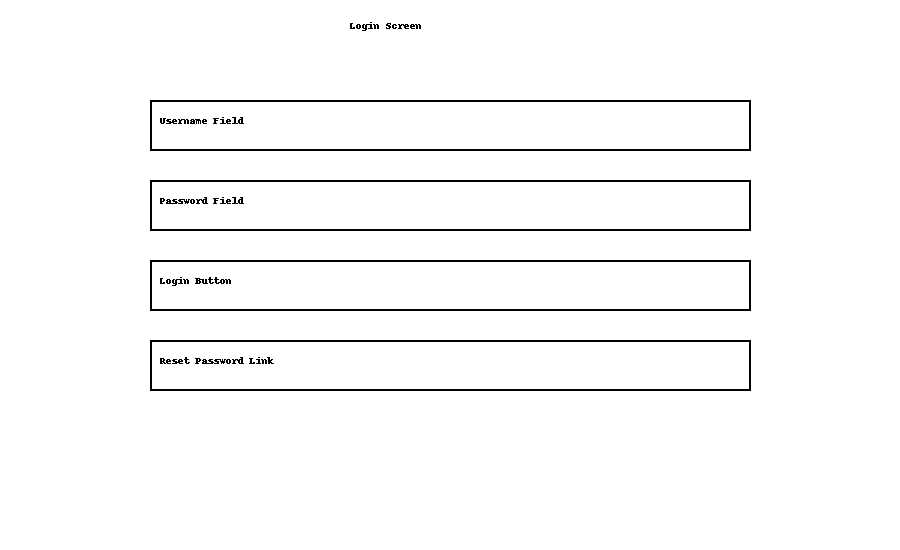 Login Screen
Username Field
Password Field
Login Button
Reset Password Link